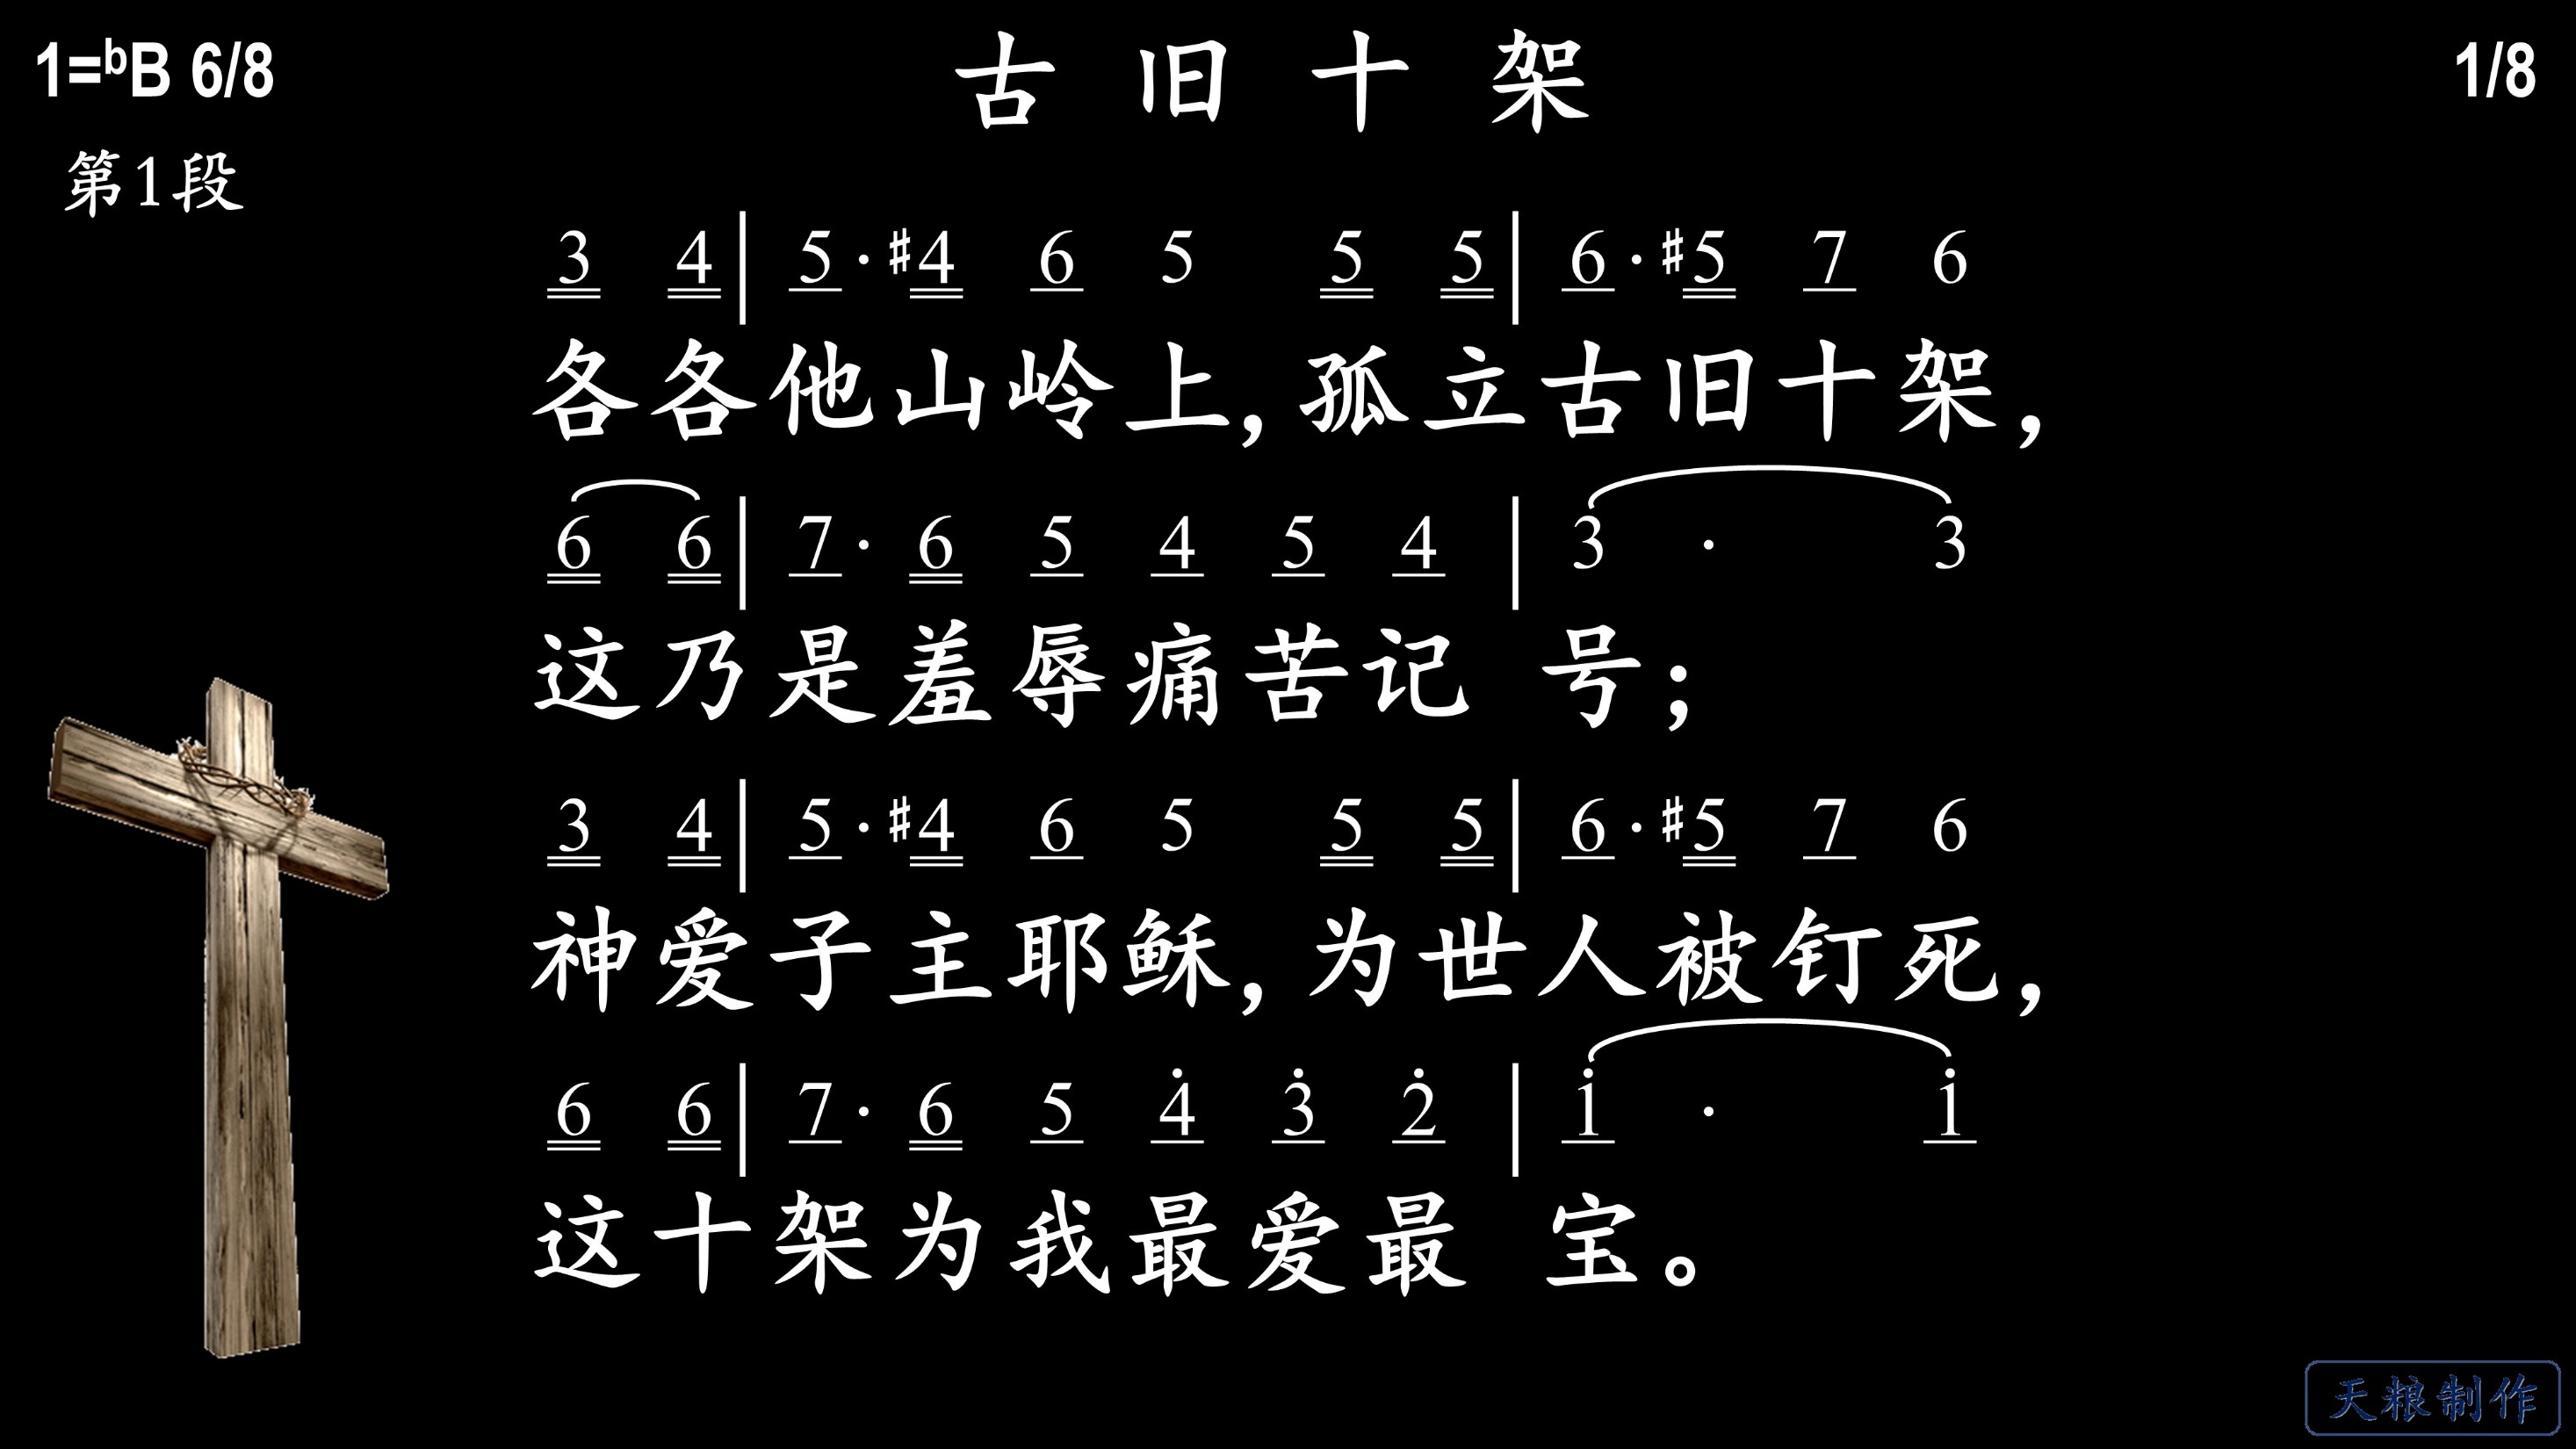 1=ᵇB 6/8
古旧十架
1/8
第1段
3 4 | 5 · #4 6 5 5 5 | 6 · #5 7 6
各各他山岭上,孤立古旧十架,
6 6 | 7 · 6 5 4 5 4 | 3 · 3
这乃是羞辱痛苦记 号;
3 4 | 5 · #4 6 5 5 5 | 6 · #5 7 6
神爱子主耶稣,为世人被钉死,
6 6 | 7 · 6 5 4̇ 3̇ 2̇ | 1̇ · 1̇
这十架为我最爱最 宝。
天粮制作